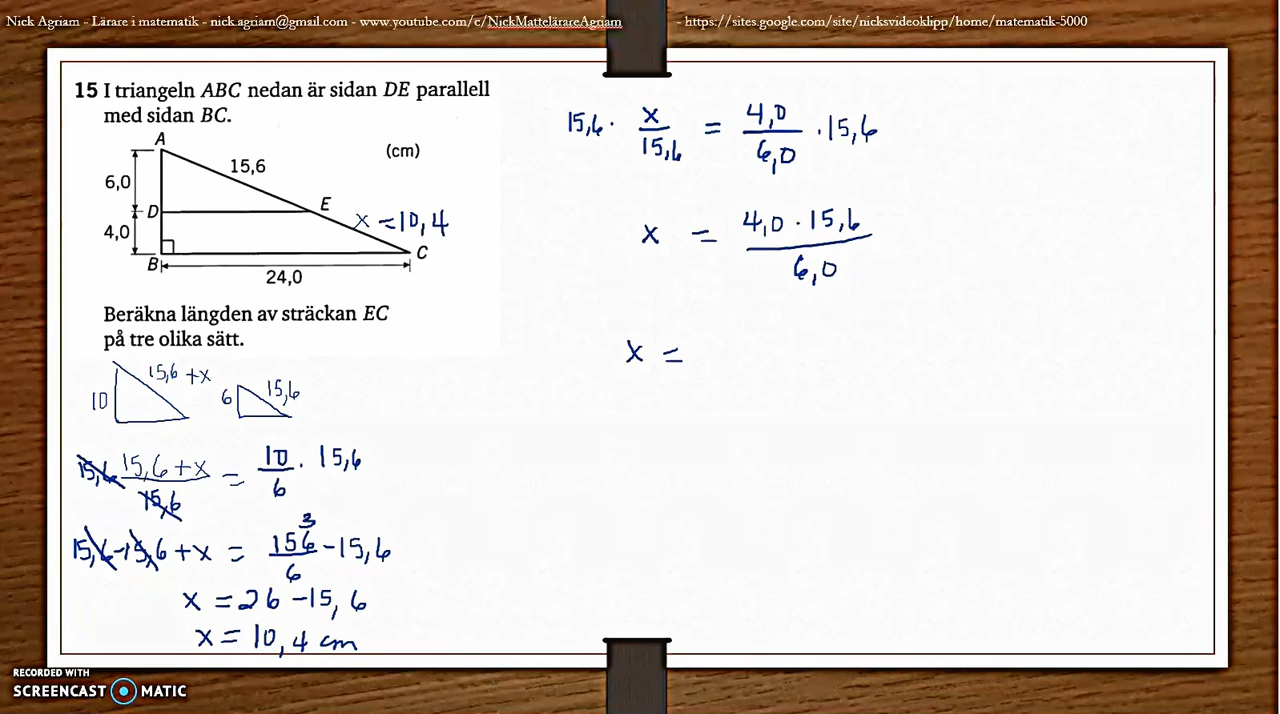 Nick Agriam - Lärare i matematik - nick.agriam@gmail.com - www.youtube.com/c/NickMattelärareAgriam - https://sites.google.com/site/nicksvideoklipp/home/matematik-5000
15 I triangeln ABC nedan är sidan DE parallell
med sidan BC.
A
15,6
(cm)
6,0
D
E
x = 10,4
4,0
B
C
24,0
Beräkna längden av sträckan EC
på tre olika sätt.
10
15,6 + x
6
15,6
15,6 (15,6 + x)/15,6 = 10/6 · 15,6
15,6 - 15,6 + x = 156/6 - 15,6
3
x = 26 - 15,6
x = 10,4 cm
15,6 · x/15,6 = 4,0/6,0 · 15,6
x = 4,0 · 15,6/6,0
x =
RECORDED WITH
SCREENCAST MATIC